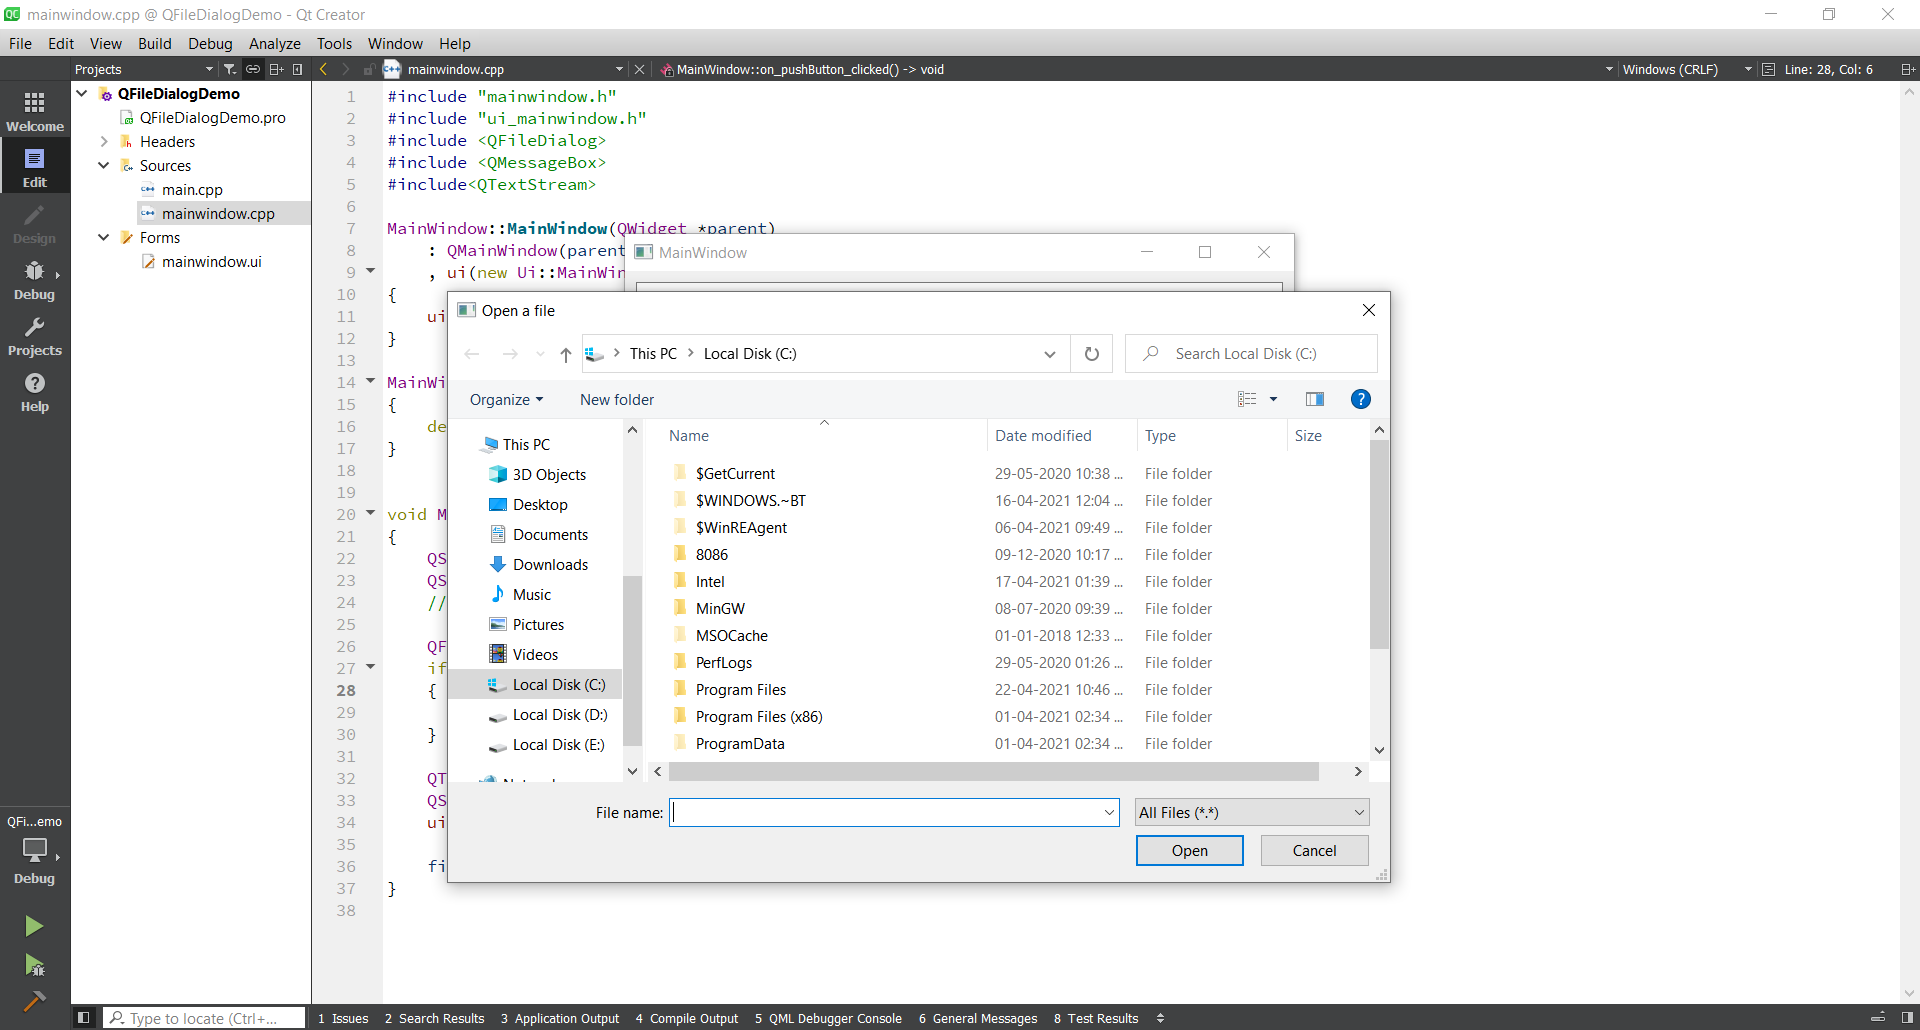 mainwindow.cpp @ QFileDialogDemo - Qt Creator
File Edit View Build Debug Analyze Tools Window Help
Projects
mainwindow.cpp
MainWindow::on_pushButton_clicked() -> void
Windows (CRLF)
Line: 28, Col: 6
Welcome
Edit
Design
Debug
Projects
Help
QFi...emo
Debug
QFileDialogDemo
QFileDialogDemo.pro
Headers
Sources
main.cpp
mainwindow.cpp
Forms
mainwindow.ui
1 #include "mainwindow.h"
2 #include "ui_mainwindow.h"
3 #include <QFileDialog>
4 #include <QMessageBox>
5 #include<QTextStream>
6
7 MainWindow::MainWindow(QWidget *parent)
8 : QMainWindow(parent
9 , ui(new Ui::MainWin
10 {
11 ui
12 }
13
14 MainWi
15 {
16 de
17 }
18
19
20 void M
21 {
22 QS
23 QS
24 //
25
26 QF
27 if
28 {
29
30 }
31
32 QT
33 QS
34 ui
35
36 fi
37 }
38
MainWindow
Open a file
This PC
Local Disk (C:)
Search Local Disk (C:)
Organize
New folder
?
This PC
3D Objects
Desktop
Documents
Downloads
Music
Pictures
Videos
Local Disk (C:)
Local Disk (D:)
Local Disk (E:)
Name Date modified Type Size
$GetCurrent 29-05-2020 10:38 ... File folder
$WINDOWS.~BT 16-04-2021 12:04 ... File folder
$WinREAgent 06-04-2021 09:49 ... File folder
8086 09-12-2020 10:17 ... File folder
Intel 17-04-2021 01:39 ... File folder
MinGW 08-07-2020 09:39 ... File folder
MSOCache 01-01-2018 12:33 ... File folder
PerfLogs 29-05-2020 01:26 ... File folder
Program Files 22-04-2021 10:46 ... File folder
Program Files (x86) 01-04-2021 02:34 ... File folder
ProgramData 01-04-2021 02:34 ... File folder
File name:
All Files (*.*)
Open
Cancel
Type to locate (Ctrl+...
1 Issues
2 Search Results
3 Application Output
4 Compile Output
5 QML Debugger Console
6 General Messages
8 Test Results